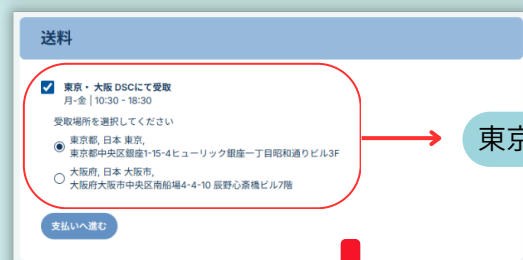 送料
東京・大阪 DSCにて受取
月-金 | 10:30 - 18:30
受取場所を選択してください
東京都, 日本 東京,
東京都中央区銀座1-15-4ヒューリック銀座一丁目昭和通りビル3F
大阪府, 日本 大阪市,
大阪府大阪市中央区南船場4-4-10 辰野心斎橋ビル7階
支払いへ進む
東京